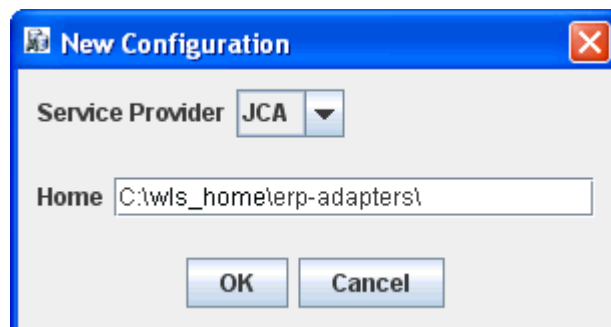 New Configuration
Service Provider JCA
Home C:\wls_home\erp-adapters\
OK Cancel